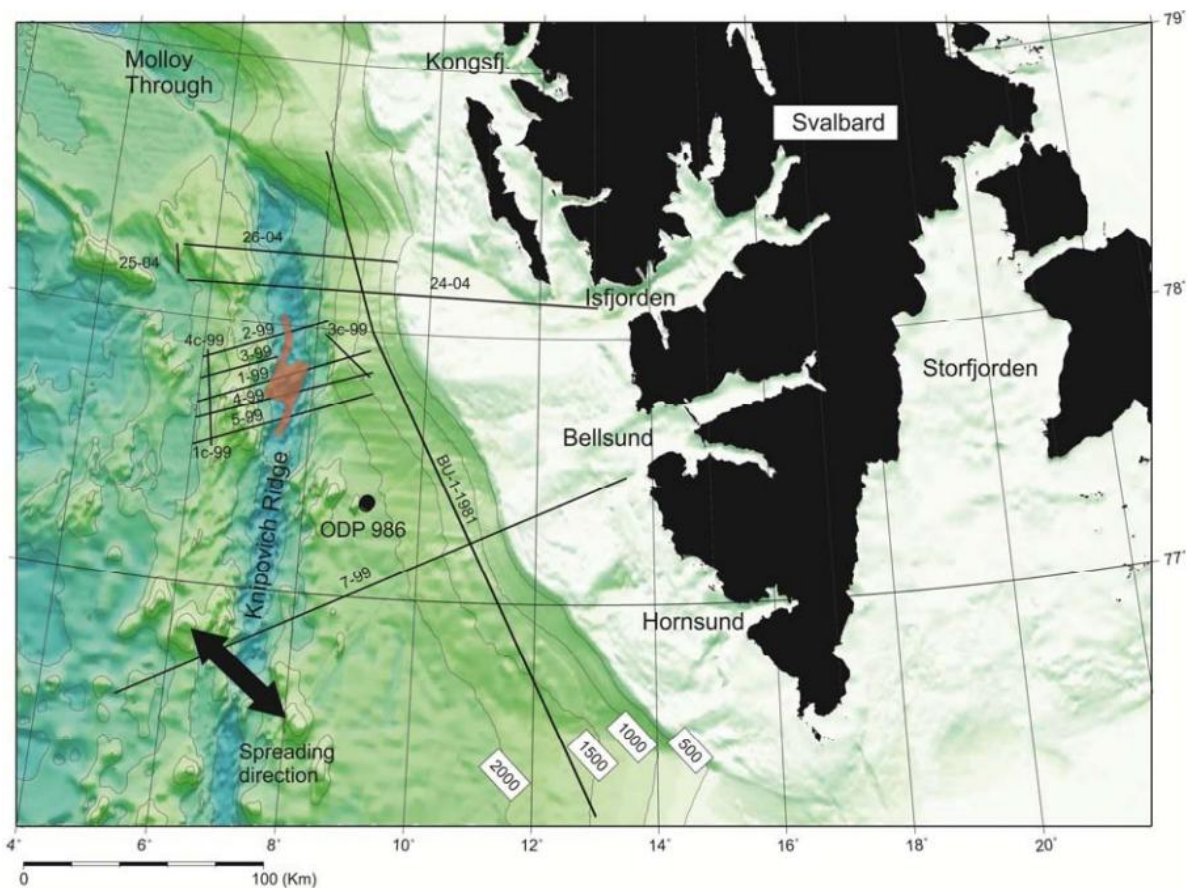 79°
Molloy
Through
Kongsfj.
Svalbard
26-04
25-04
24-04
78°
Isfjorden
4c-99
2-99
3c-99
3-99
1-99
4-99
5-99
1c-99
Storfjorden
Bellsund
BU-1-1981
Knipovich Ridge
ODP 986
77°
7-99
Hornsund
Spreading
direction
2000
1500
1000
500
4°
6°
8°
10°
12°
14°
16°
18°
20°
0
100 (Km)